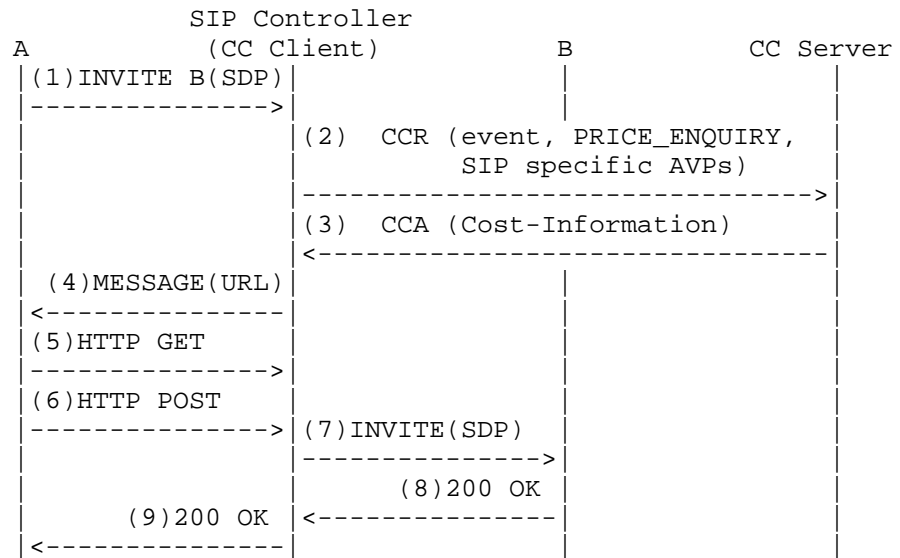 SIP Controller
A (CC Client) B CC Server
(1)INVITE B(SDP)
(2) CCR (event, PRICE_ENQUIRY,
SIP specific AVPs)
(3) CCA (Cost-Information)
(4)MESSAGE(URL)
(5)HTTP GET
(6)HTTP POST
(7)INVITE(SDP)
(8)200 OK
(9)200 OK